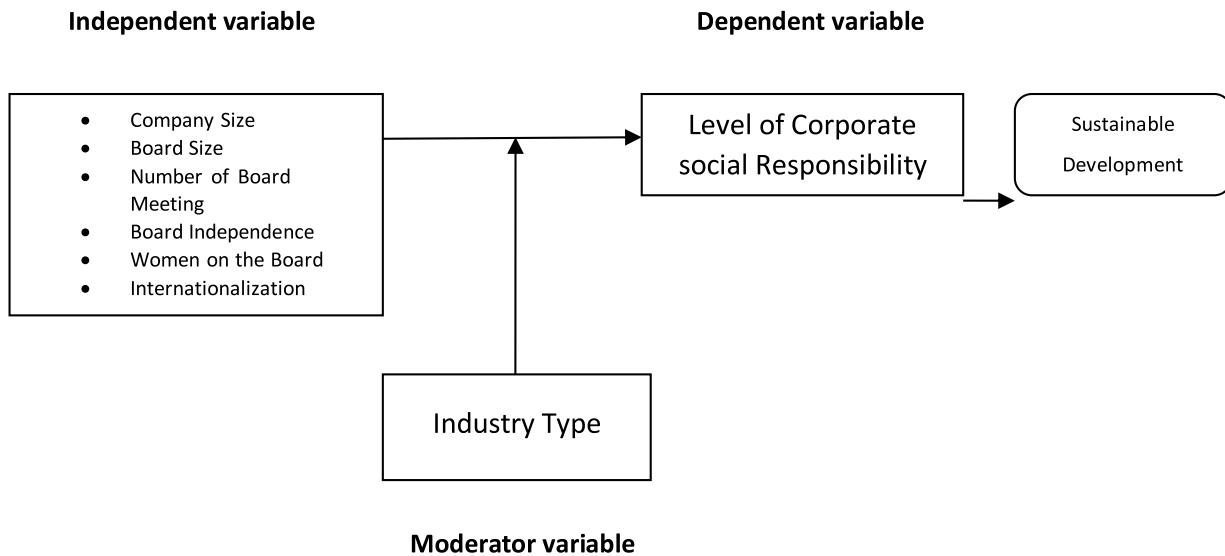 Independent variable
Dependent variable
• Company Size
• Board Size
• Number of Board
Meeting
• Board Independence
• Women on the Board
• Internationalization
Level of Corporate
social Responsibility
Sustainable
Development
Industry Type
Moderator variable